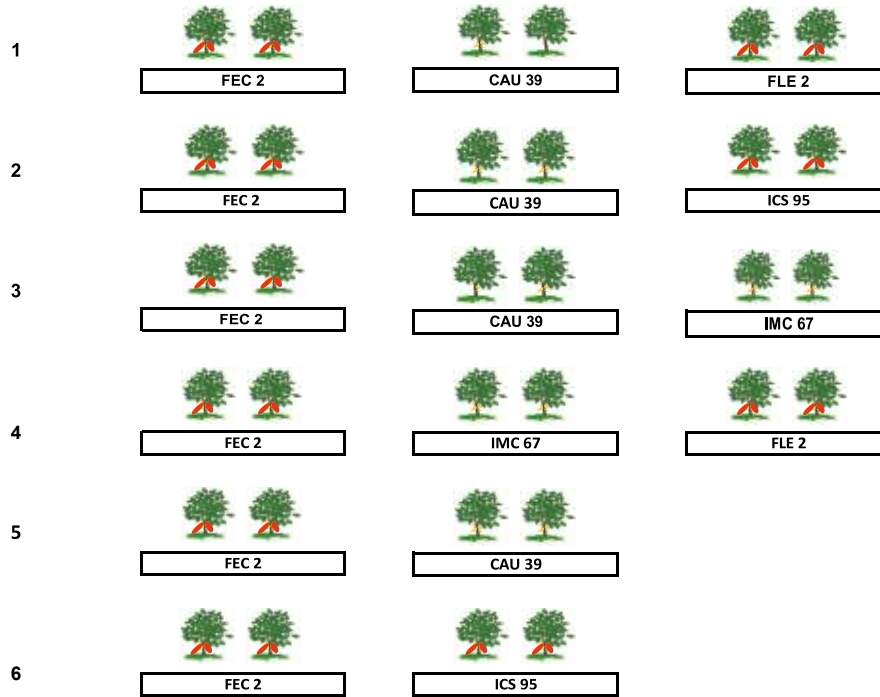 1
FEC 2 CAU 39 FLE 2
2
FEC 2 CAU 39 ICS 95
3
FEC 2 CAU 39 IMC 67
4
FEC 2 IMC 67 FLE 2
5
FEC 2 CAU 39
6
FEC 2 ICS 95